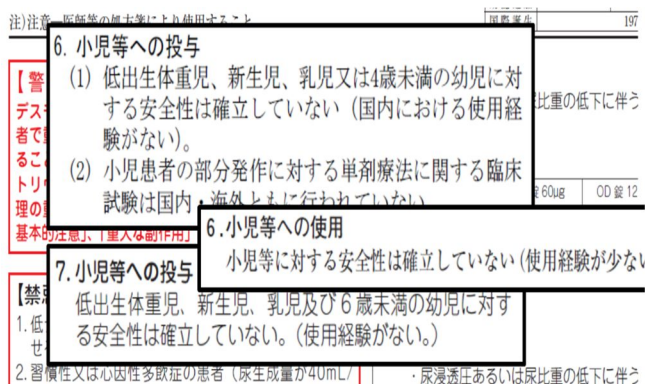 注)注意－医師等の処方箋により使用すること
国際誕生
197
6. 小児等への投与
(1) 低出生体重児、新生児、乳児又は4歳未満の幼児に対
する安全性は確立していない（国内における使用経
験がない）。
(2) 小児患者の部分発作に対する単剤療法に関する臨床
試験は国内・海外ともに行われていない
【警
デス
者で
るこ
トリ
理の
基本的注意」、「重大な副作用」
尿比重の低下に伴う
錠60μg
OD錠12
6.小児等への使用
小児等に対する安全性は確立していない(使用経験が少ない
7. 小児等への投与
低出生体重児、新生児、乳児及び６歳未満の幼児に対す
る安全性は確立していない。（使用経験がない。）
【禁忌
1. 低
せ
2. 習慣性又は心因性多飲症の患者（尿生成量が40mL/
・尿浸透圧あるいは尿比重の低下に伴う